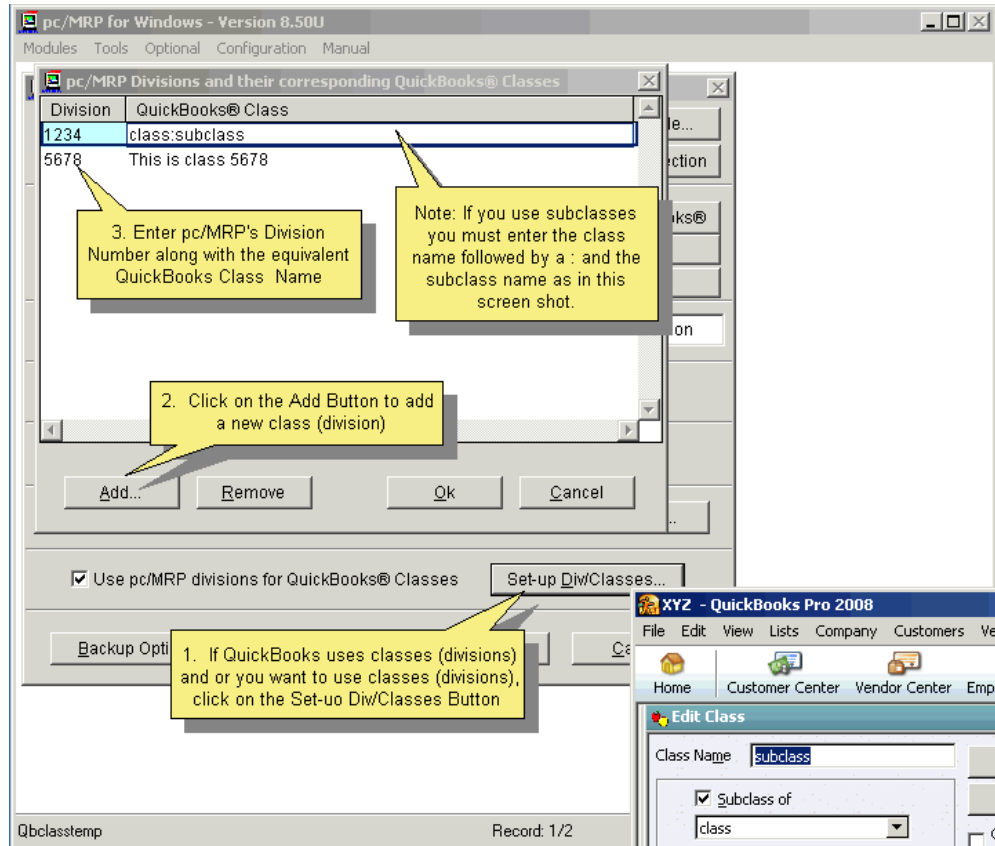 pc/MRP for Windows - Version 8.50U
Modules Tools Optional Configuration Manual
pc/MRP Divisions and their corresponding QuickBooks® Classes
Division QuickBooks® Class
1234 class:subclass
5678 This is class 5678
3. Enter pc/MRP's Division
Number along with the equivalent
QuickBooks Class Name
Note: If you use subclasses
you must enter the class
name followed by a : and the
subclass name as in this
screen shot.
on
2. Click on the Add Button to add
a new class (division)
Add... Remove Ok Cancel
Use pc/MRP divisions for QuickBooks® Classes Set-up Div/Classes...
Backup Opti
1. If QuickBooks uses classes (divisions)
and or you want to use classes (divisions),
click on the Set-uo Div/Classes Button
XYZ - QuickBooks Pro 2008
File Edit View Lists Company Customers Ve
Home Customer Center Vendor Center Emp
Edit Class
Class Name subclass
Subclass of
class
Qbclasstemp Record: 1/2